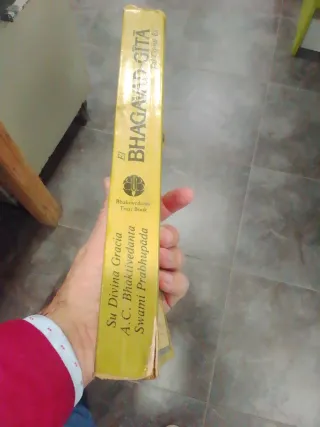 El
BHAGAVAD-GĪTĀ
Bhaktivedanta
Book Trust
Su Divina Gracia
A.C. Bhaktivedanta
Swami Prabhupāda